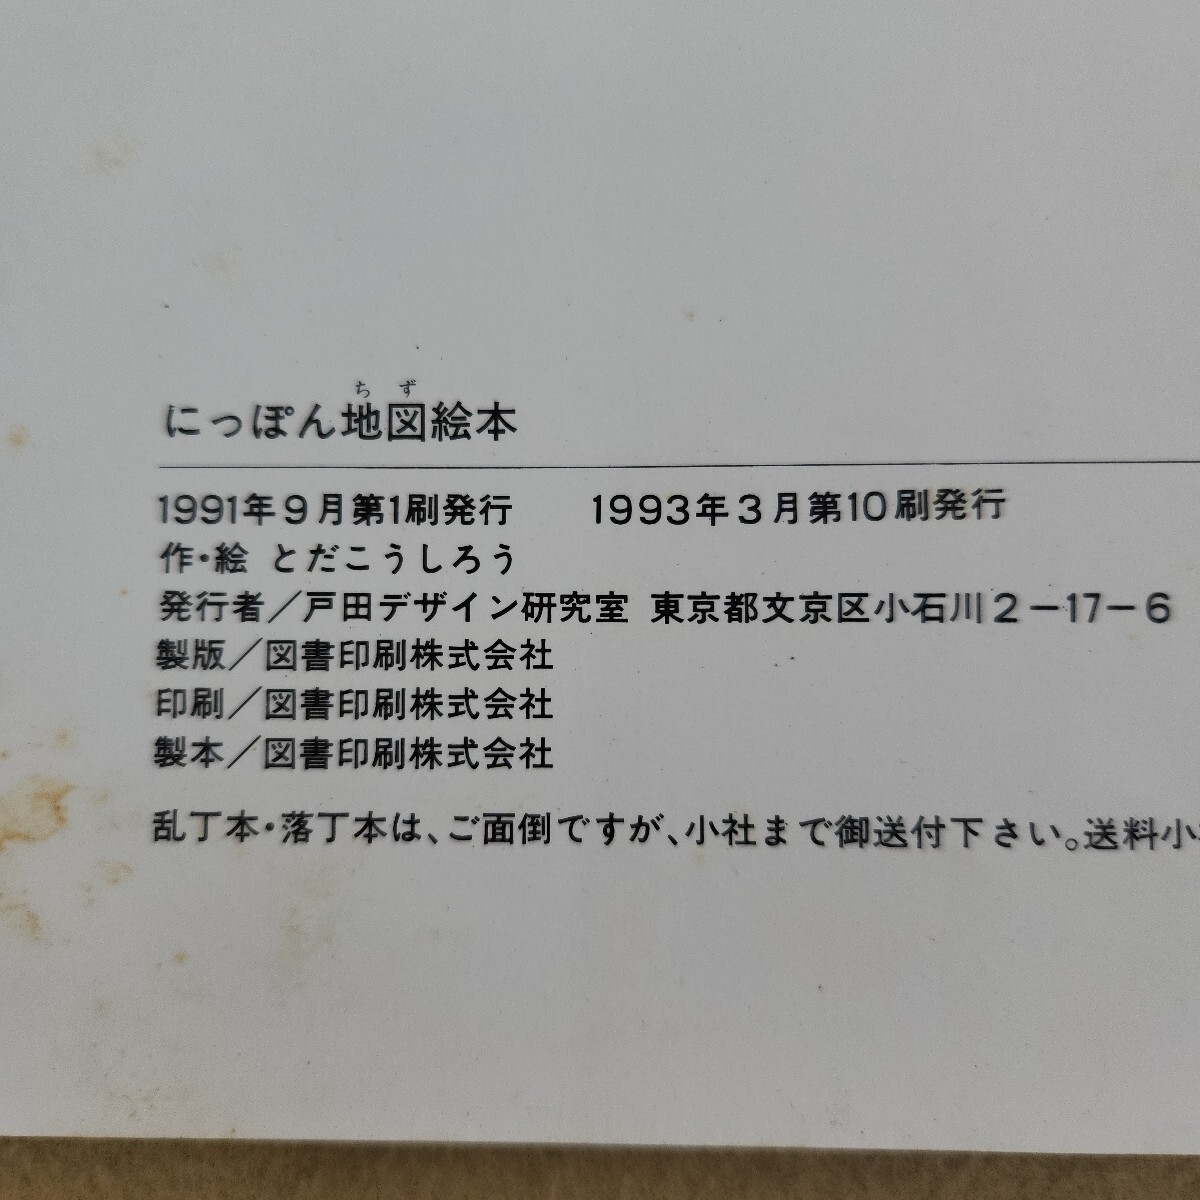 ちず
にっぽん地図絵本
1991年9月第1刷発行　1993年3月第10刷発行
作・絵 とだこうしろう
発行者／戸田デザイン研究室 東京都文京区小石川2－17－6
製版／図書印刷株式会社
印刷／図書印刷株式会社
製本／図書印刷株式会社
乱丁本・落丁本は、ご面倒ですが、小社まで御送付下さい。送料小